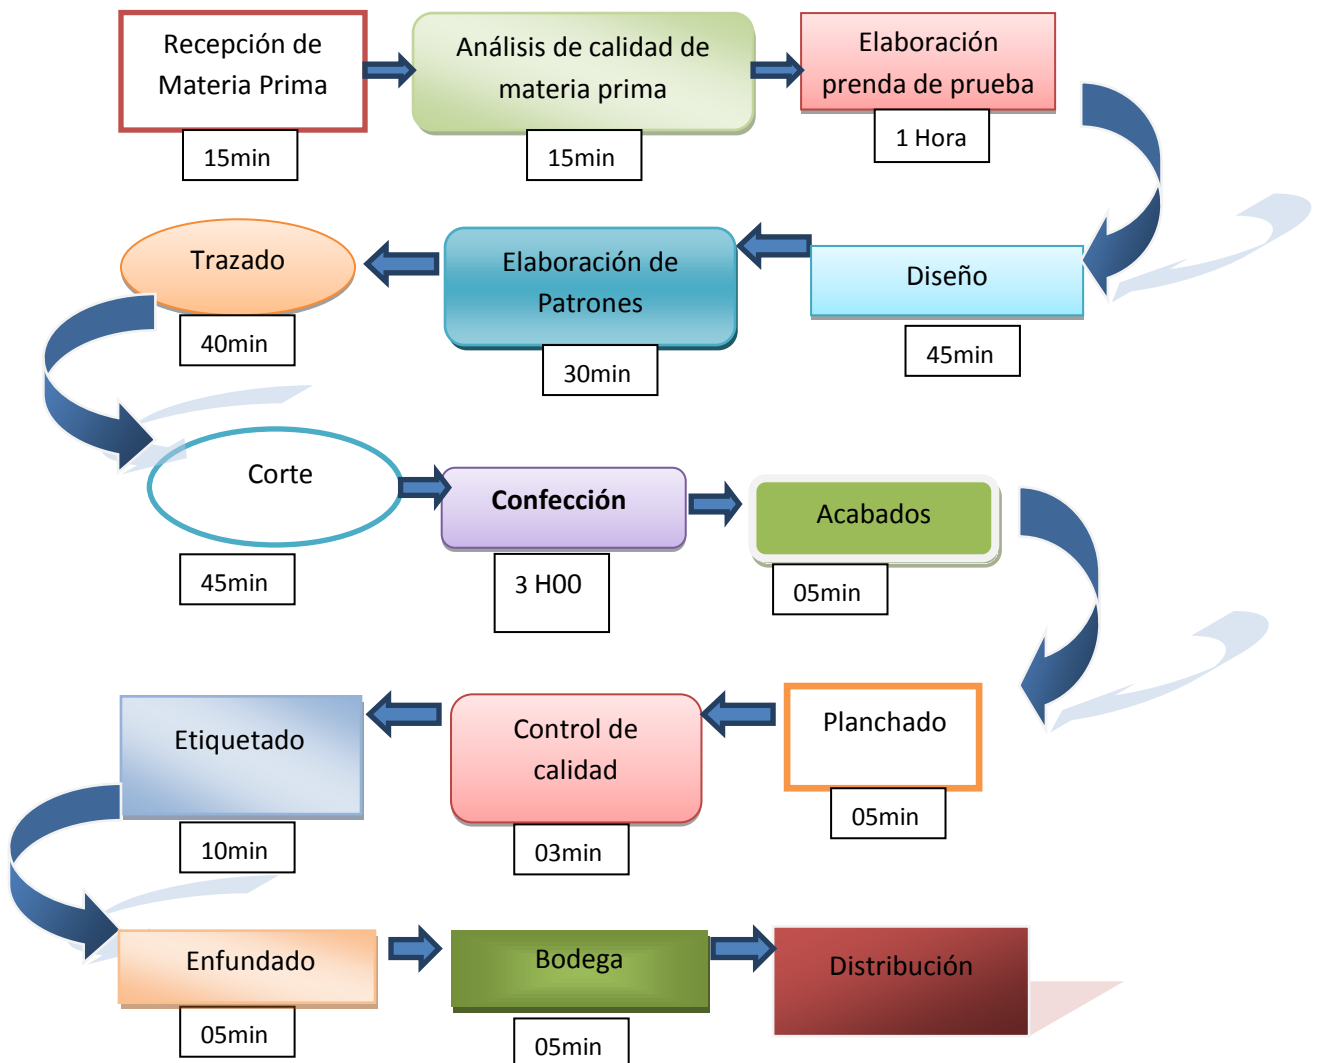 Recepción de
Materia Prima
15min
Análisis de calidad de
materia prima
15min
Elaboración
prenda de prueba
1 Hora
Diseño
45min
Elaboración de
Patrones
30min
Trazado
40min
Corte
45min
Confección
3 H00
Acabados
05min
Planchado
05min
Control de
calidad
03min
Etiquetado
10min
Enfundado
05min
Bodega
05min
Distribución